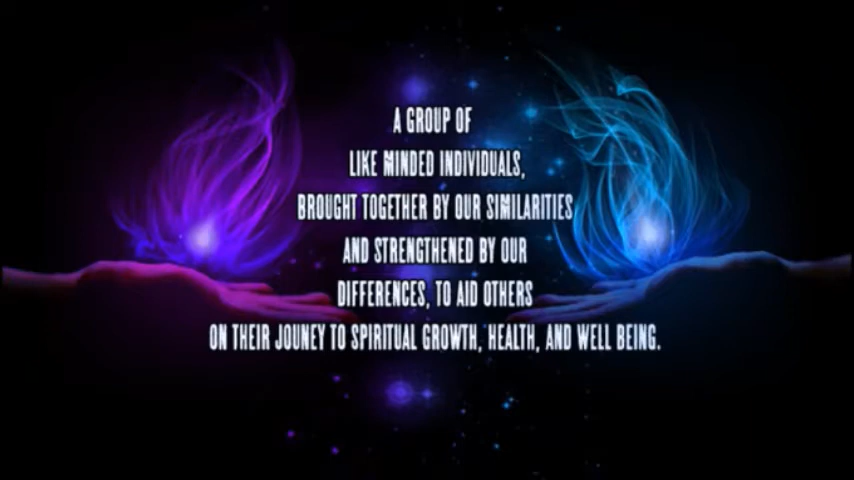 A GROUP OF
LIKE MINDED INDIVIDUALS,
BROUGHT TOGETHER BY OUR SIMILARITIES
AND STRENGTHENED BY OUR
DIFFERENCES, TO AID OTHERS
ON THEIR JOUNEY TO SPIRITUAL GROWTH, HEALTH, AND WELL BEING.